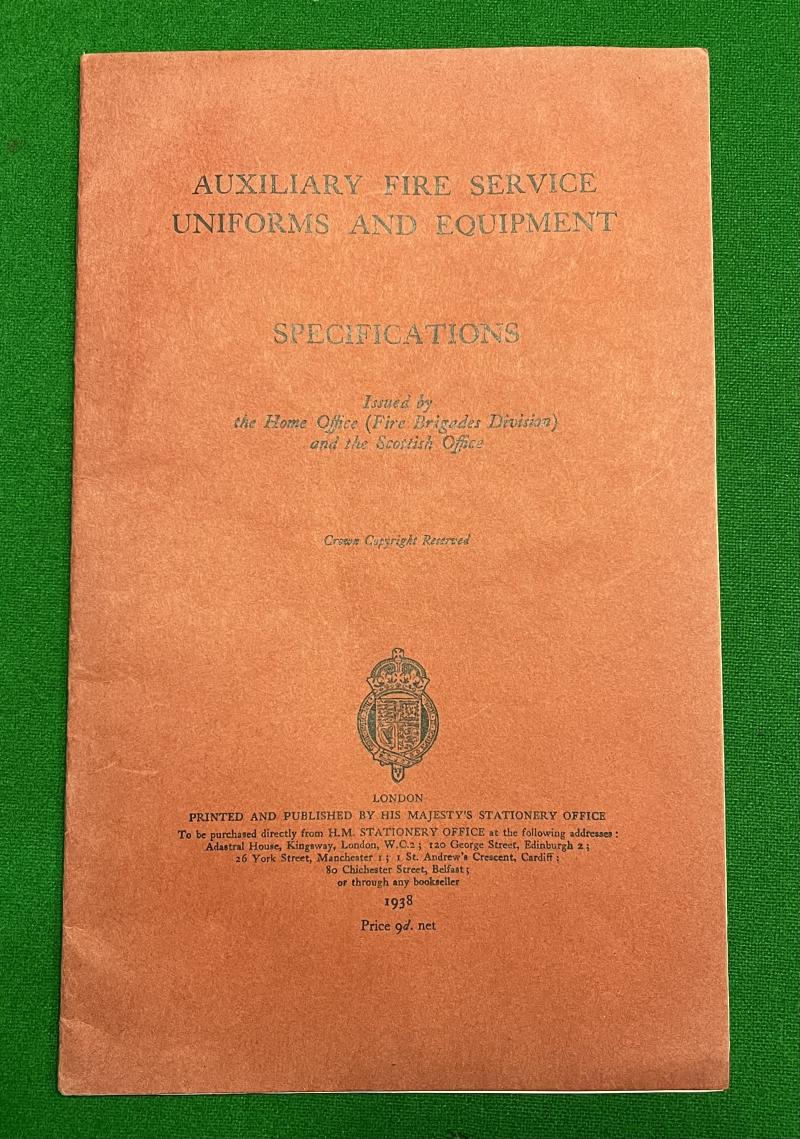 AUXILIARY FIRE SERVICE
UNIFORMS AND EQUIPMENT
SPECIFICATIONS
Issued by
the Home Office (Fire Brigades Division)
and the Scottish Office
Crown Copyright Reserved
LONDON
PRINTED AND PUBLISHED BY HIS MAJESTY'S STATIONERY OFFICE
To be purchased directly from H.M. STATIONERY OFFICE at the following addresses:
Adastral House, Kingsway, London, W.C.2; 120 George Street, Edinburgh 2;
26 York Street, Manchester 1; 1 St. Andrew's Crescent, Cardiff;
80 Chichester Street, Belfast;
or through any bookseller
1938
Price 9d. net